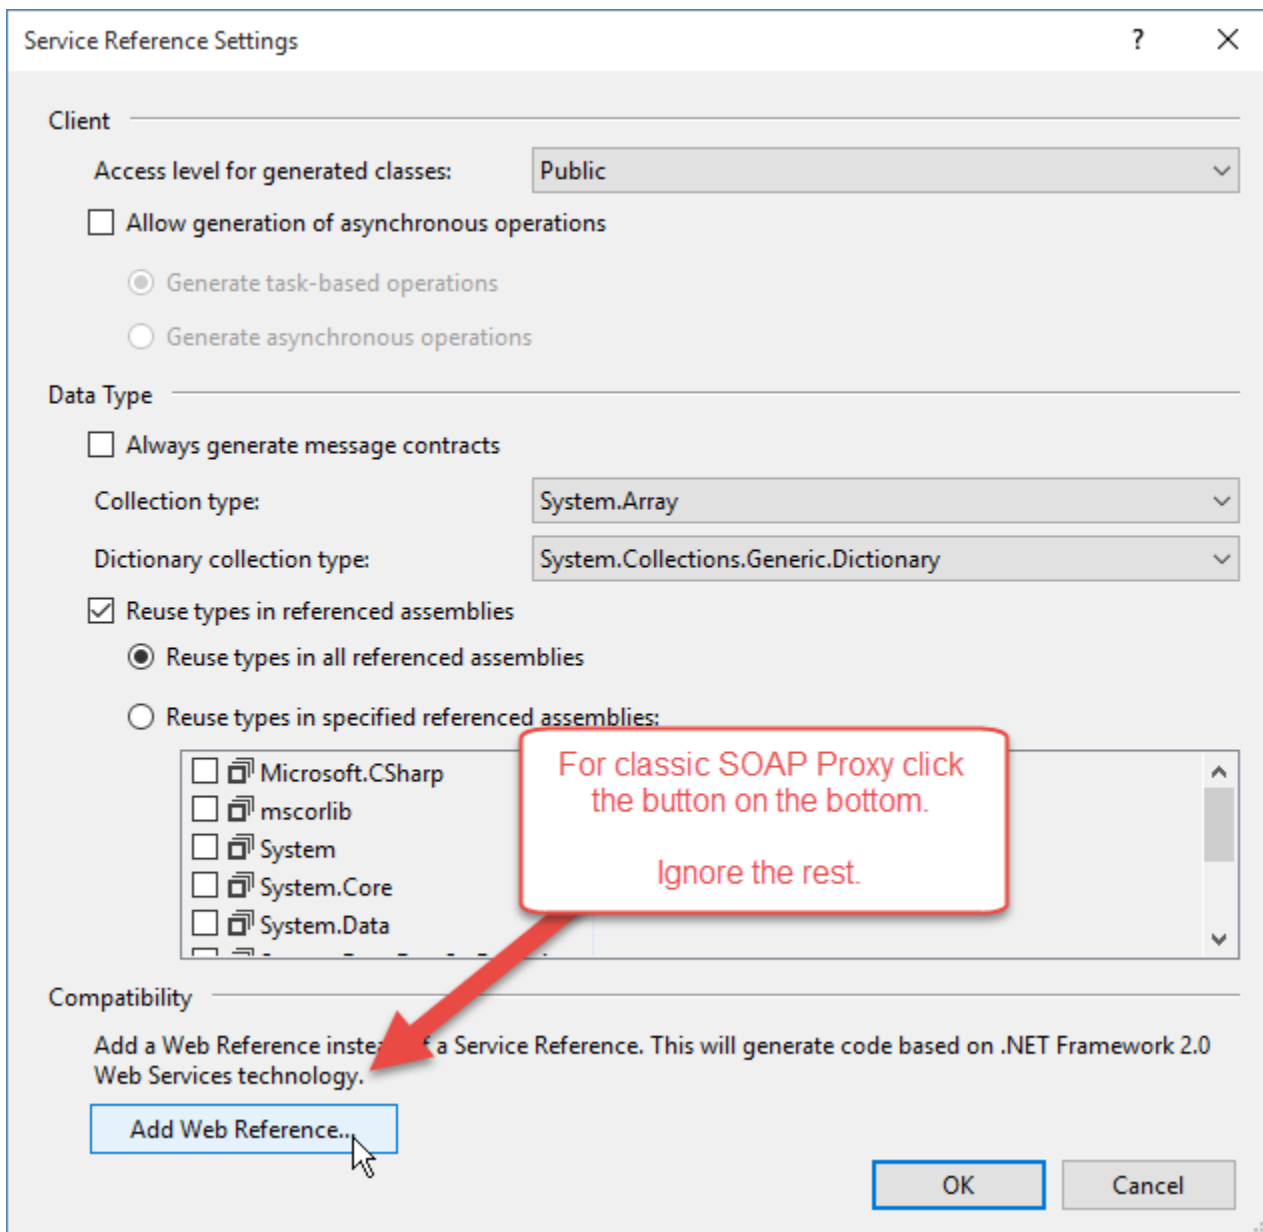 Service Reference Settings
?
Client
Access level for generated classes:
Public
Allow generation of asynchronous operations
Generate task-based operations
Generate asynchronous operations
Data Type
Always generate message contracts
Collection type:
System.Array
Dictionary collection type:
System.Collections.Generic.Dictionary
Reuse types in referenced assemblies
Reuse types in all referenced assemblies
Reuse types in specified referenced assemblies:
Microsoft.CSharp
mscorlib
System
System.Core
System.Data
For classic SOAP Proxy click
the button on the bottom.
Ignore the rest.
Compatibility
Add a Web Reference a Service Reference. This will generate code based on .NET Framework 2.0
Web Services technology.
Add Web Reference...
OK
Cancel